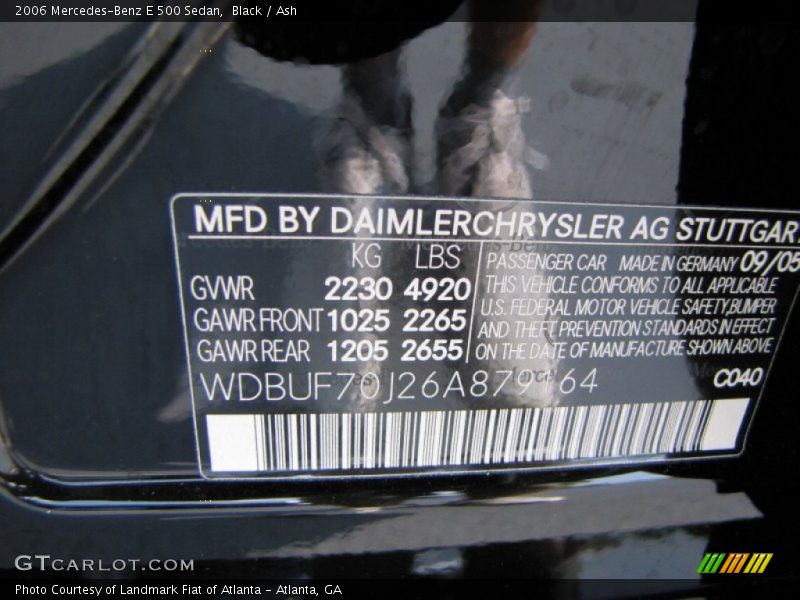 2006 Mercedes-Benz E 500 Sedan, Black / Ash
MFD BY DAIMLERCHRYSLER AG STUTTGAR
KG LBS
GVWR 2230 4920
GAWR FRONT 1025 2265
GAWR REAR 1205 2655
PASSENGER CAR MADE IN GERMANY 09/05
THIS VEHICLE CONFORMS TO ALL APPLICABLE
U.S. FEDERAL MOTOR VEHICLE SAFETY, BUMPER
AND THEFT PREVENTION STANDARDS IN EFFECT
ON THE DATE OF MANUFACTURE SHOWN ABOVE
C040
GTCARLOT.COM
Photo Courtesy of Landmark Fiat of Atlanta - Atlanta, GA